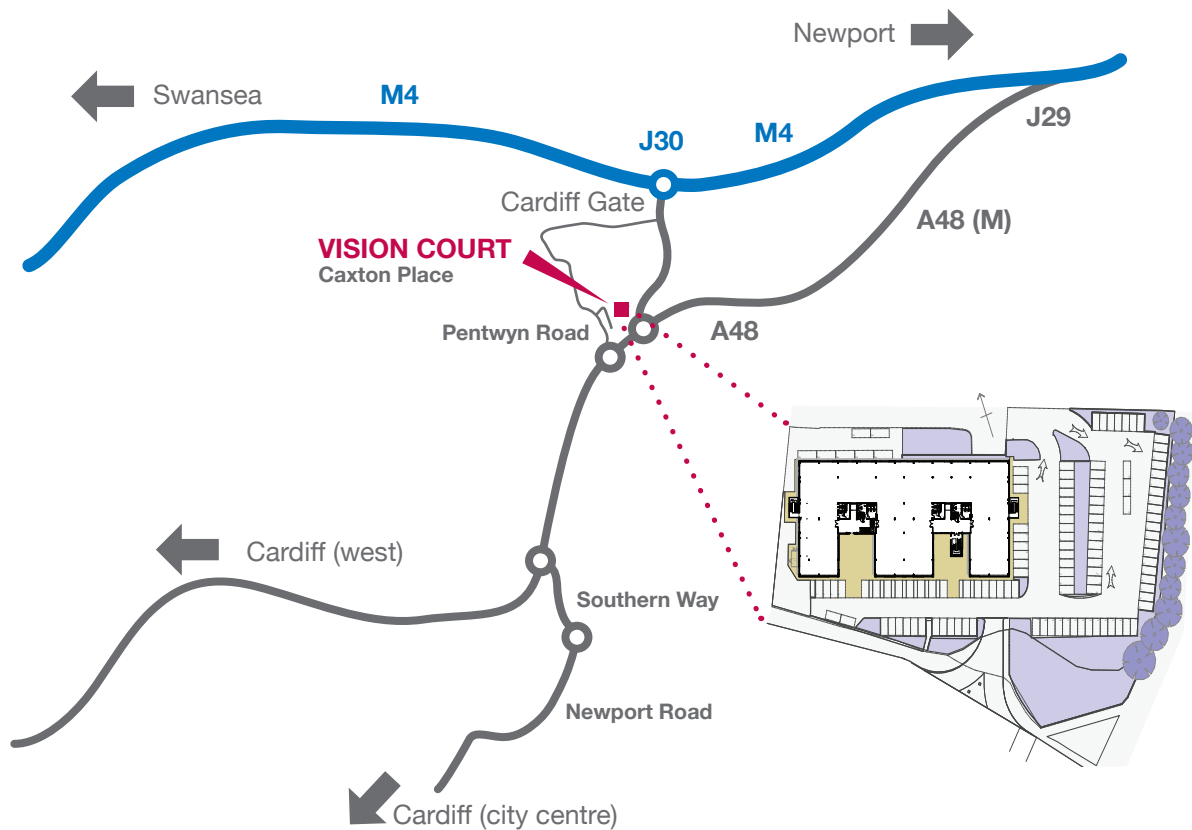 Newport
Swansea
M4
J30
M4
J29
Cardiff Gate
A48 (M)
VISION COURT
Caxton Place
Pentwyn Road
A48
Cardiff (west)
Southern Way
Newport Road
Cardiff (city centre)